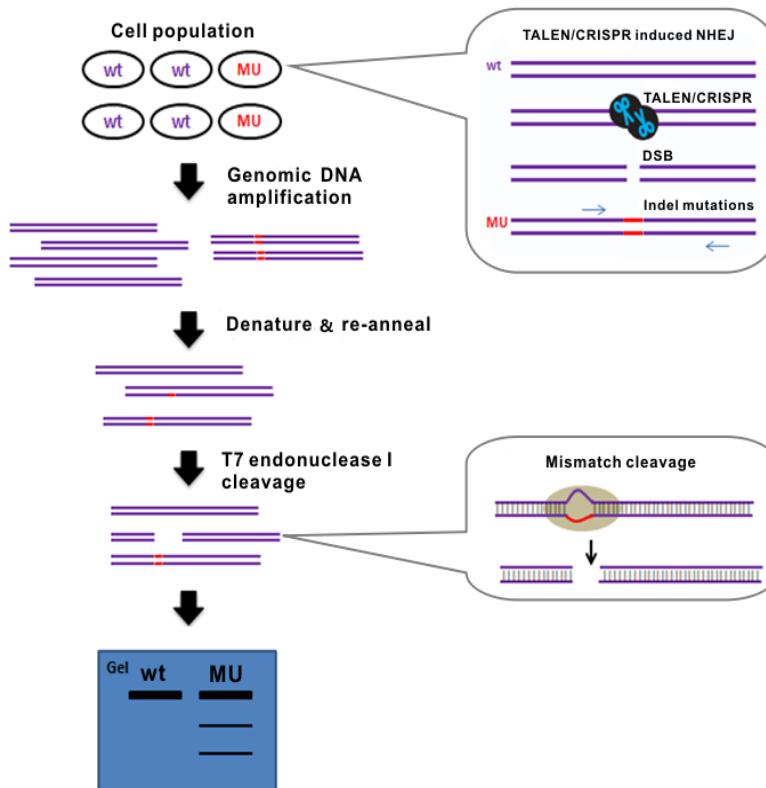 Cell population
wt wt MU
wt wt MU
TALEN/CRISPR induced NHEJ
wt
TALEN/CRISPR
DSB
Indel mutations
MU
Genomic DNA
amplification
Denature & re-anneal
T7 endonuclease I
cleavage
Mismatch cleavage
Gel wt MU